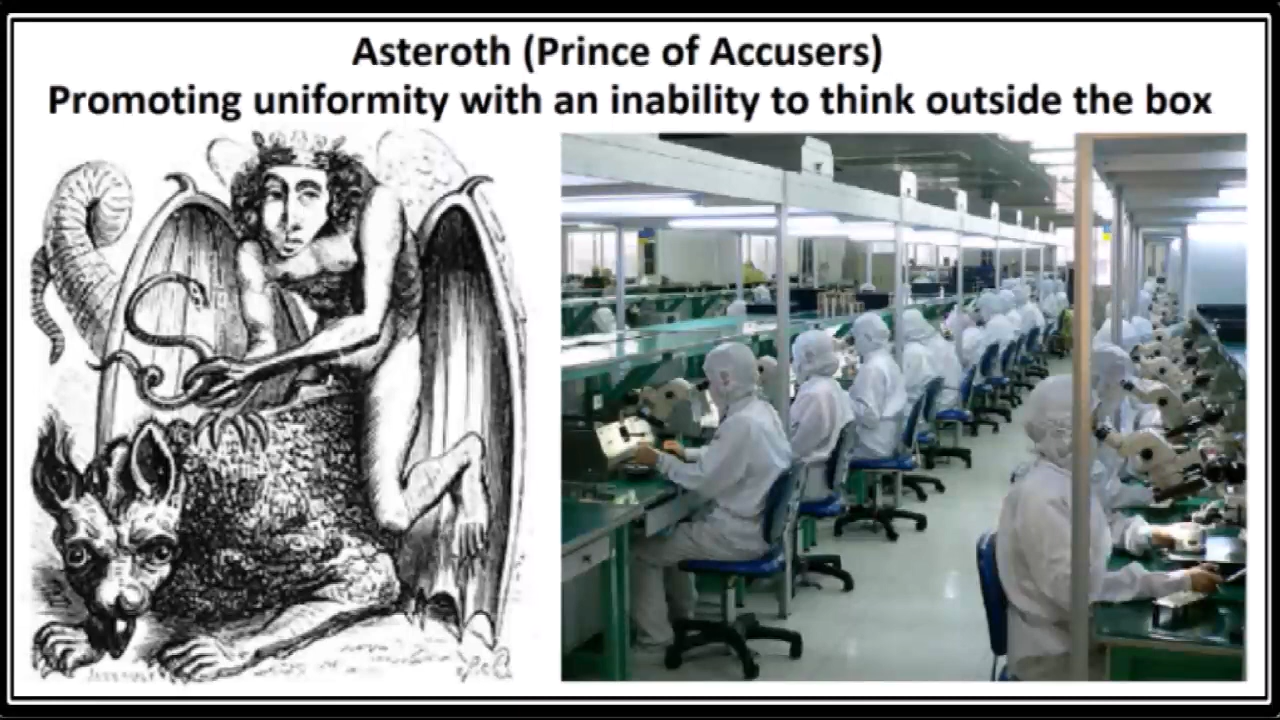 Asteroth (Prince of Accusers)
Promoting uniformity with an inability to think outside the box